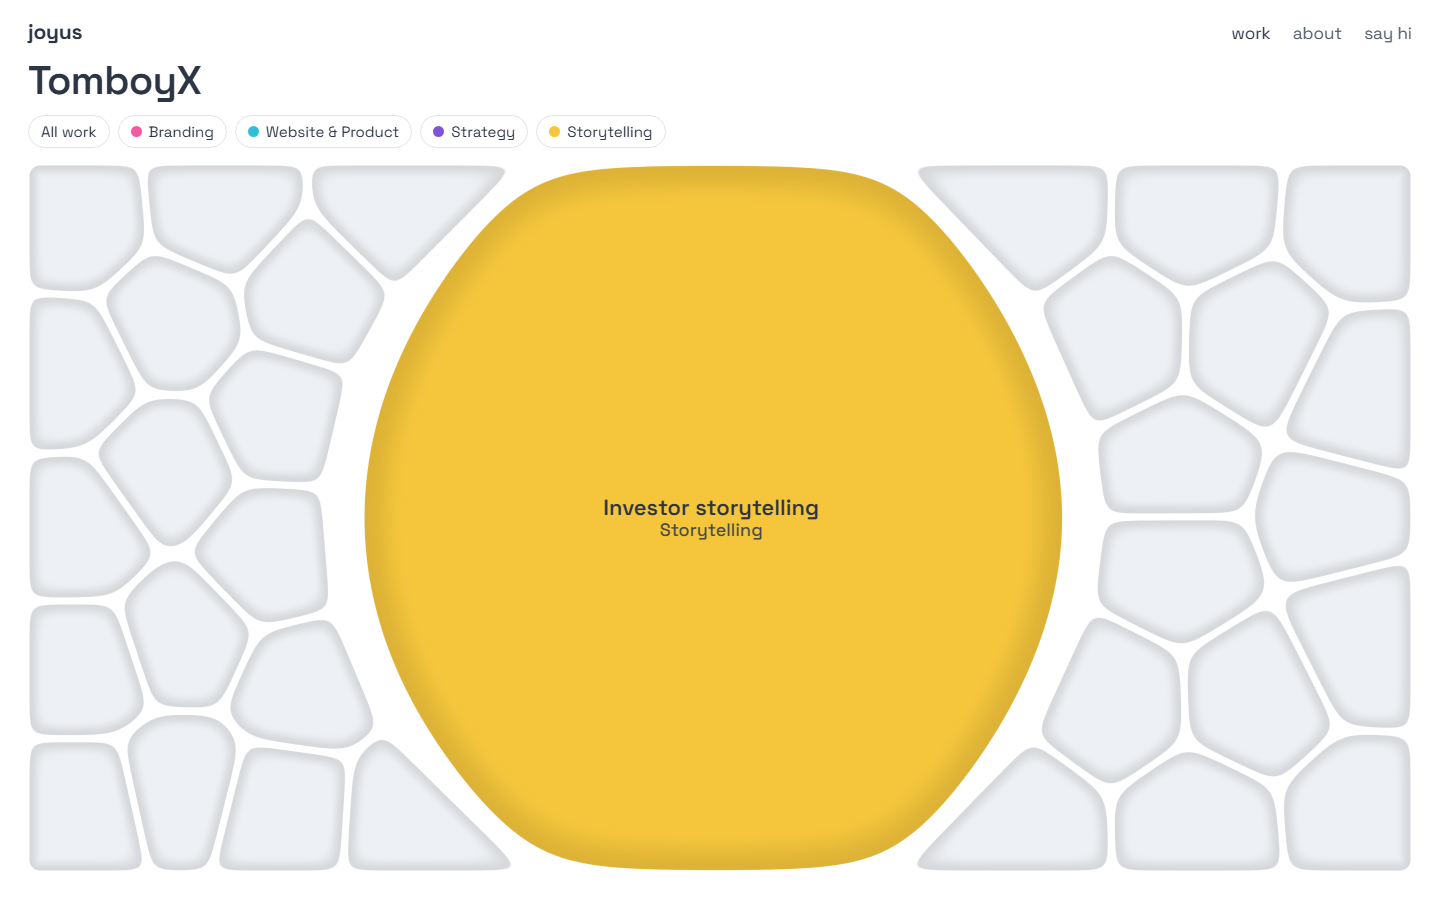 joyus
work about say hi
TomboyX
All work Branding Website & Product Strategy Storytelling
Investor storytelling
Storytelling